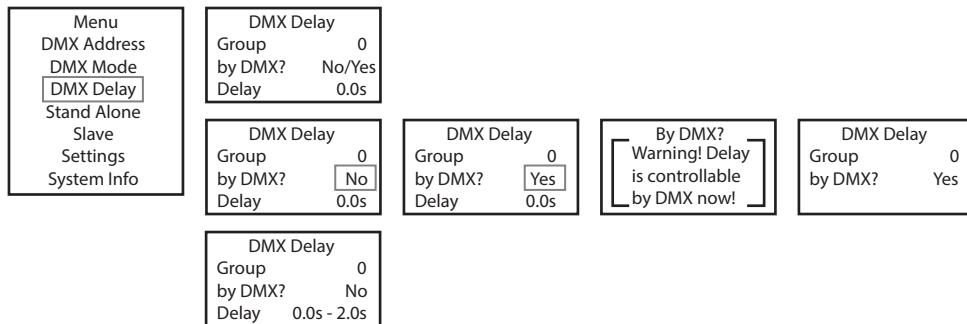 Menu
DMX Address
DMX Mode
DMX Delay
Stand Alone
Slave
Settings
System Info
DMX Delay
Group 0
by DMX? No/Yes
Delay 0.0s
DMX Delay
Group 0
by DMX? No
Delay 0.0s
DMX Delay
Group 0
by DMX? Yes
Delay 0.0s
By DMX?
Warning! Delay
is controllable
by DMX now!
DMX Delay
Group 0
by DMX? Yes
DMX Delay
Group 0
by DMX? No
Delay 0.0s - 2.0s